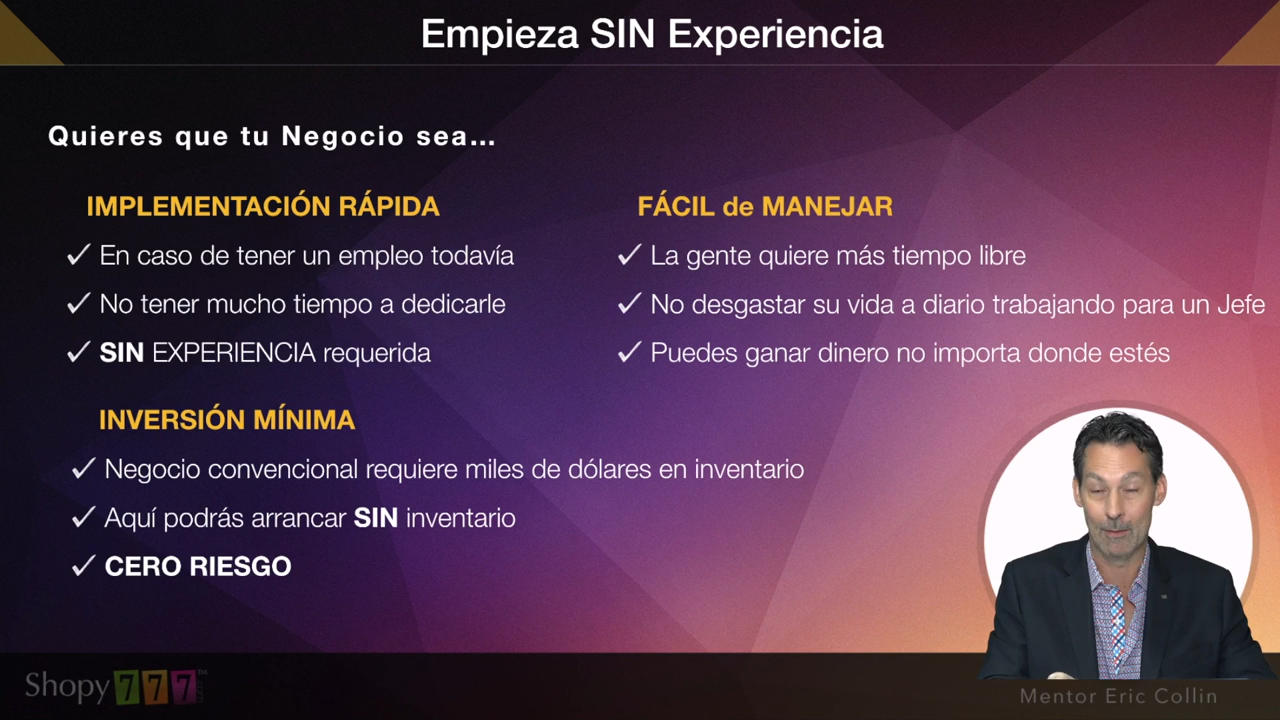 Empieza SIN Experiencia
Quieres que tu Negocio sea...
IMPLEMENTACIÓN RÁPIDA
✓ En caso de tener un empleo todavía
✓ No tener mucho tiempo a dedicarle
✓ SIN EXPERIENCIA requerida
FÁCIL de MANEJAR
✓ La gente quiere más tiempo libre
✓ No desgastar su vida a diario trabajando para un Jefe
✓ Puedes ganar dinero no importa donde estés
INVERSIÓN MÍNIMA
✓ Negocio convencional requiere miles de dólares en inventario
✓ Aquí podrás arrancar SIN inventario
✓ CERO RIESGO
Shopy 777™
Mentor Eric Collin